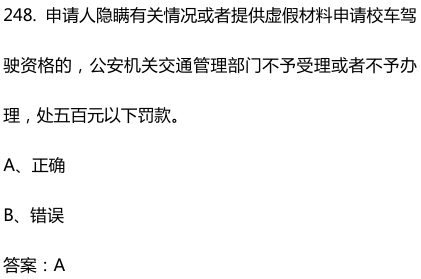 248. 申请人隐瞒有关情况或者提供虚假材料申请校车驾
驶资格的，公安机关交通管理部门不予受理或者不予办
理，处五百元以下罚款。
A、正确
B、错误
答案：A